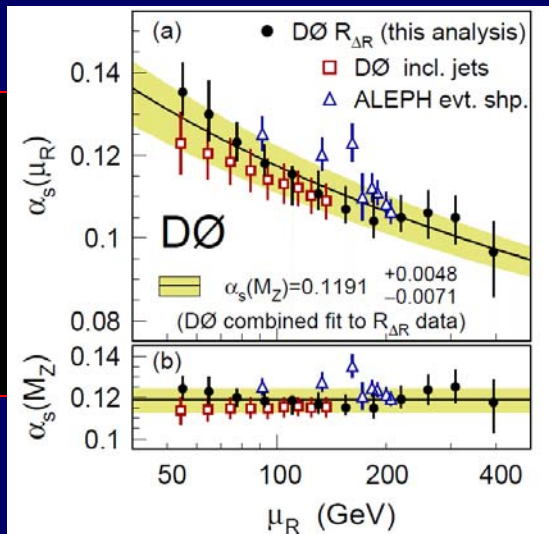 (a)
DØ R_ΔR (this analysis)
DØ incl. jets
ALEPH evt. shp.
α_s(μ_R)
0.14
0.12
0.1
0.08
DØ
α_s(M_Z)=0.1191 +0.0048 −0.0071
(DØ combined fit to R_ΔR data)
(b)
α_s(M_Z)
0.14
0.12
0.1
50 100 200 400
μ_R (GeV)